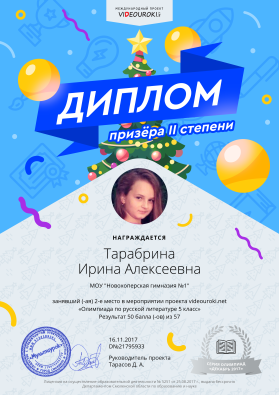 МЕЖДУНАРОДНЫЙ ПРОЕКТ
VIDEOUROKI
ДИПЛОМ
призёра II степени
НАГРАЖДАЕТСЯ
Тарабрина
Ирина Алексеевна
МОУ "Новохоперская гимназия №1"
занявший (-ая) 2-е место в мероприятии проекта videouroki.net
«Олимпиада по русской литературе 5 класс»
Результат 50 балла (-ов) из 57
16.11.2017
ON21795933
Руководитель проекта
Тарасов Д. А.